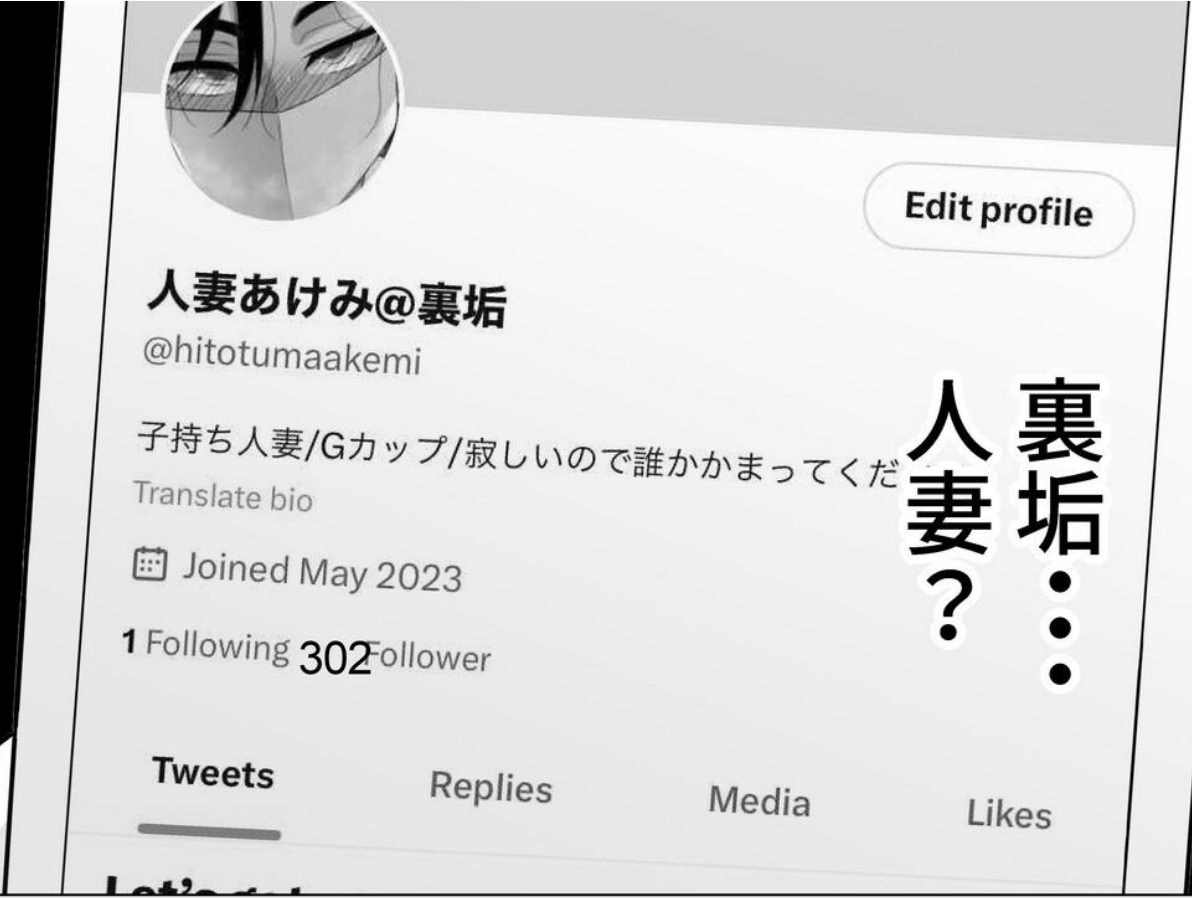 Edit profile
人妻あけみ@裏垢
@hitotumaakemi
子持ち人妻/Gカップ/寂しいので誰かかまってくだ
Translate bio
Joined May 2023
1 Following 302 Follower
裏垢…
人妻？
Tweets Replies Media Likes
Let's